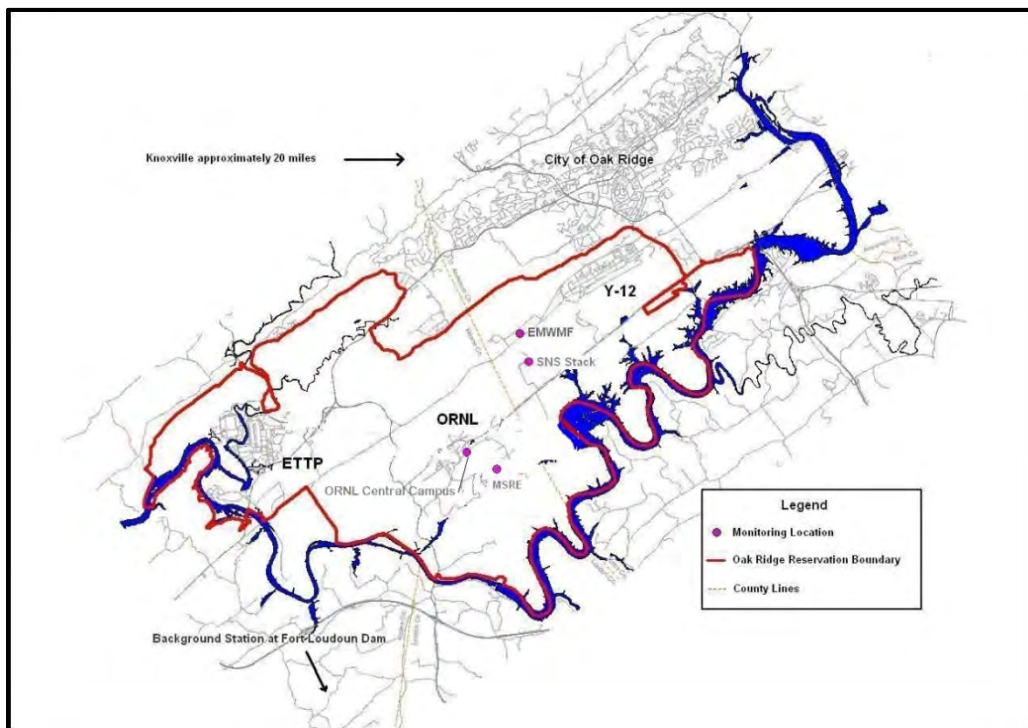 Knoxville approximately 20 miles
City of Oak Ridge
Y-12
EMWMF
SNS Stack
ORNL
ETTP
ORNL Central Campus
MSRE
Legend
Monitoring Location
Oak Ridge Reservation Boundary
County Lines
Background Station at Fort Loudoun Dam